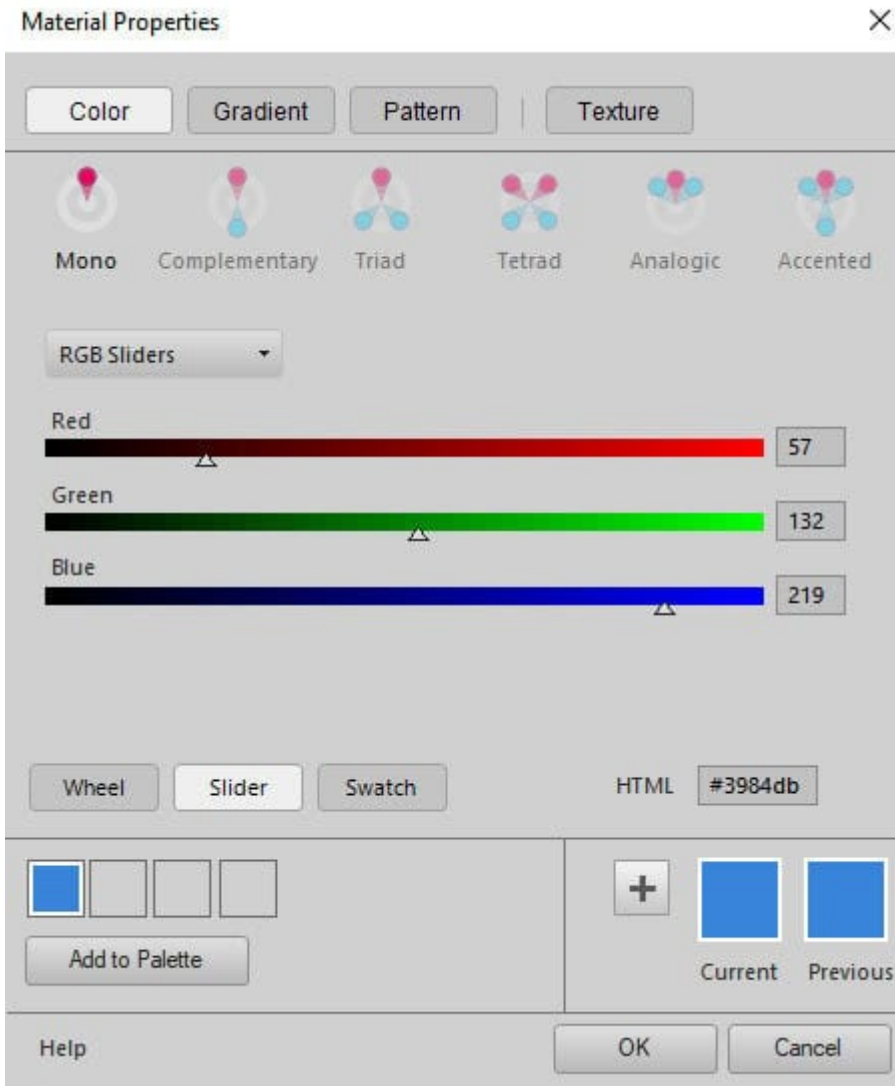 Material Properties
Color Gradient Pattern Texture
Mono Complementary Triad Tetrad Analogic Accented
RGB Sliders
Red
57
Green
132
Blue
219
Wheel Slider Swatch HTML #3984db
Add to Palette
Current Previous
Help OK Cancel